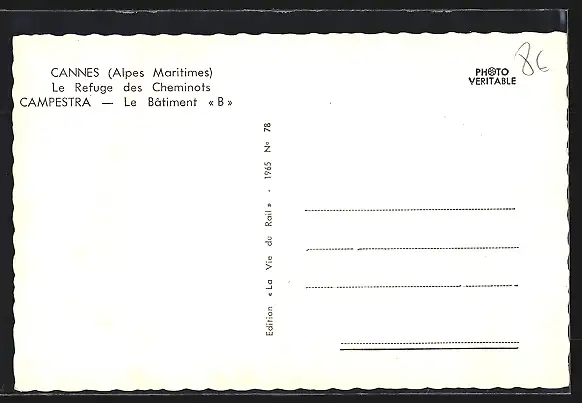 CANNES (Alpes Maritimes)
Le Refuge des Cheminots
CAMPESTRA — Le Bâtiment « B »
Edition « La Vie du Rail » - 1965 N° 78
PHOTO
VERITABLE